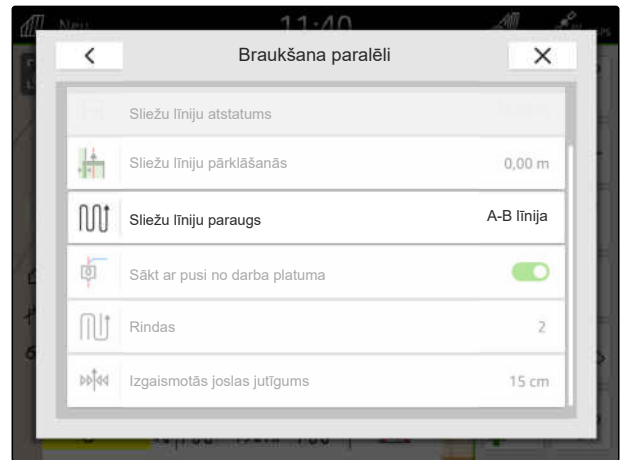 Neu
11:40
Braukšana paralēli
Sliežu līniju atstatums
Sliežu līniju pārklāšanās 0,00 m
Sliežu līniju paraugs A-B līnija
Sākt ar pusi no darba platuma
Rindas 2
Izgaismotās joslas jutīgums 15 cm